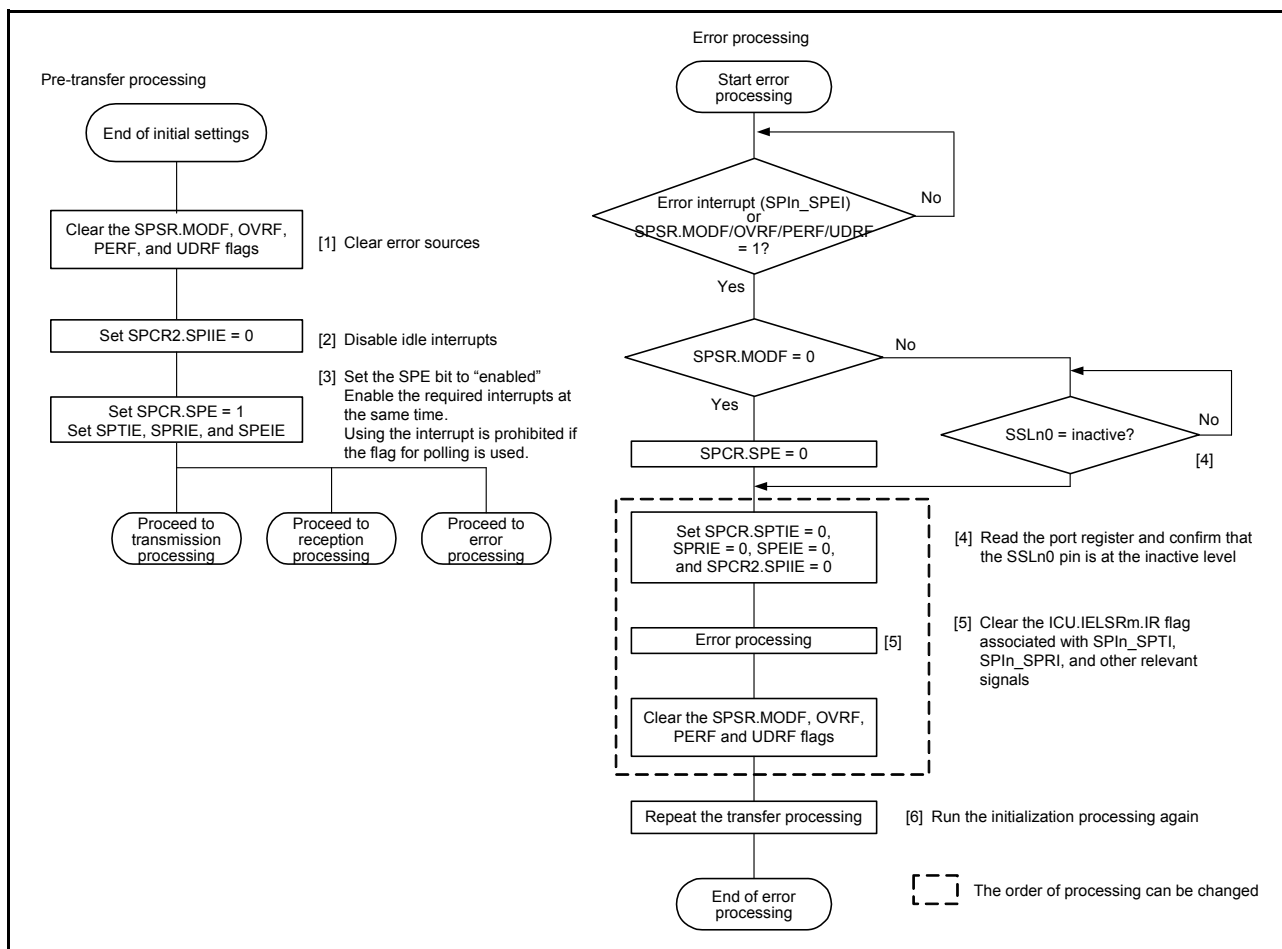 Pre-transfer processing
End of initial settings
Clear the SPSR.MODF, OVRF,
PERF, and UDRF flags
[1] Clear error sources
Set SPCR2.SPIIE = 0
[2] Disable idle interrupts
Set SPCR.SPE = 1
Set SPTIE, SPRIE, and SPEIE
[3] Set the SPE bit to “enabled”
Enable the required interrupts at
the same time.
Using the interrupt is prohibited if
the flag for polling is used.
Proceed to
transmission
processing
Proceed to
reception
processing
Proceed to
error
processing
Error processing
Start error
processing
Error interrupt (SPIn_SPEI)
or
SPSR.MODF/OVRF/PERF/UDRF
= 1?
No
Yes
SPSR.MODF = 0
No
Yes
SSLn0 = inactive?
No
[4]
SPCR.SPE = 0
Set SPCR.SPTIE = 0,
SPRIE = 0, SPEIE = 0,
and SPCR2.SPIIE = 0
[4] Read the port register and confirm that
the SSLn0 pin is at the inactive level
Error processing
[5]
[5] Clear the ICU.IELSRm.IR flag
associated with SPIn_SPTI,
SPIn_SPRI, and other relevant
signals
Clear the SPSR.MODF, OVRF,
PERF and UDRF flags
Repeat the transfer processing
[6] Run the initialization processing again
End of error
processing
The order of processing can be changed